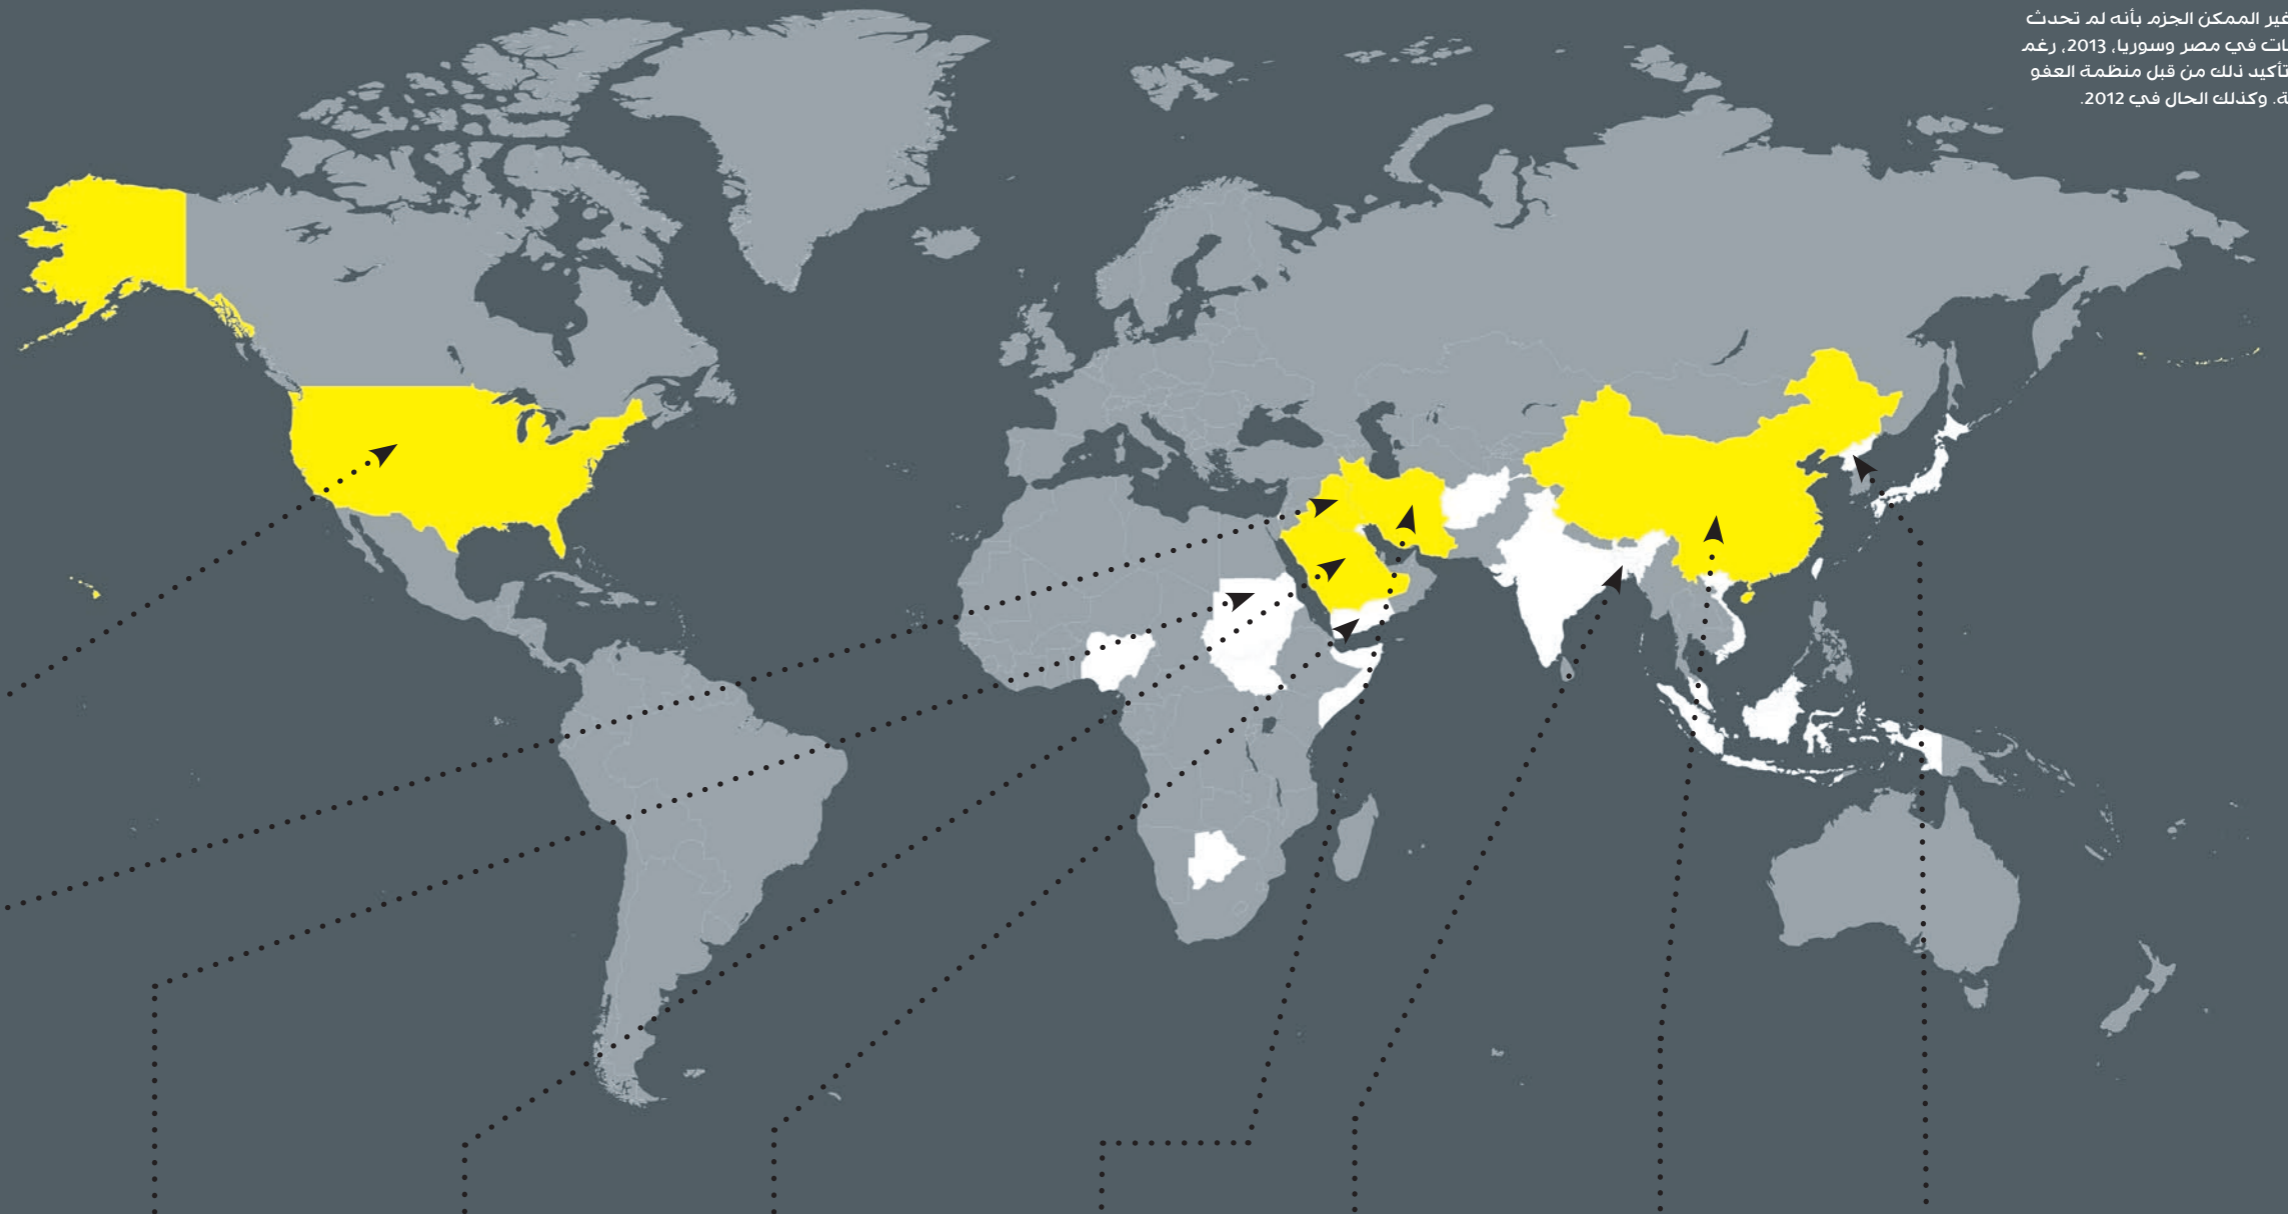 غير الممكن الجزم بأنه لم تحدث
في مصر وسوريا، 2013، رغم
تأكيد ذلك من قبل منظمة العفو
وكذلك الحال في 2012.